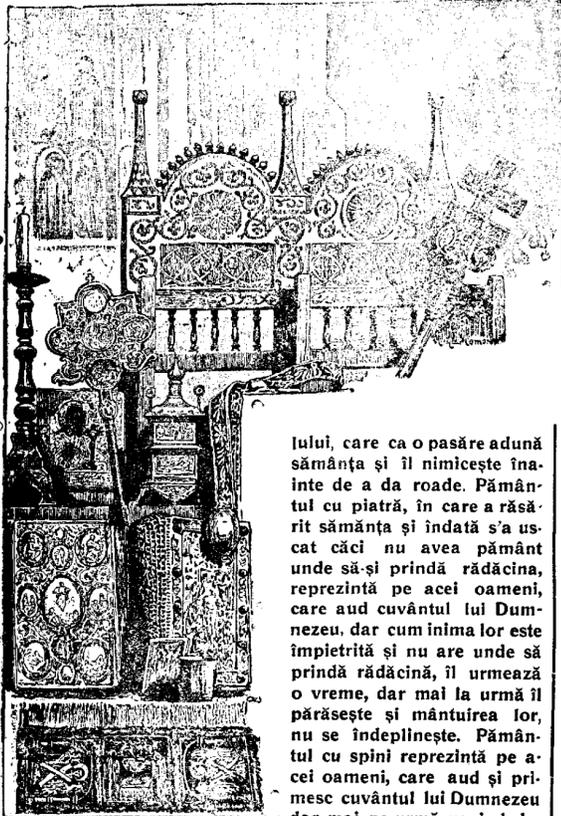 lului, care ca o pasăre adună
sămânța și îl nimicește îna-
inte de a da roade. Pămân-
tul cu piatră, în care a răsă-
rit sămănța și îndată s'a us-
cat căci nu avea pământ
unde să-și prindă rădăcina,
reprezintă pe acei oameni,
care aud cuvântul lui Dum-
nezeu, dar cum inima lor este
împietrită și nu are unde să
prindă rădăcină, îl urmează
o vreme, dar mai la urmă îl
părăsește și mântuirea lor,
nu se îndeplinește. Pămân-
tul cu spini reprezintă pe a-
cei oameni, care aud și pri-
mesc cuvântul lui Dumnezeu